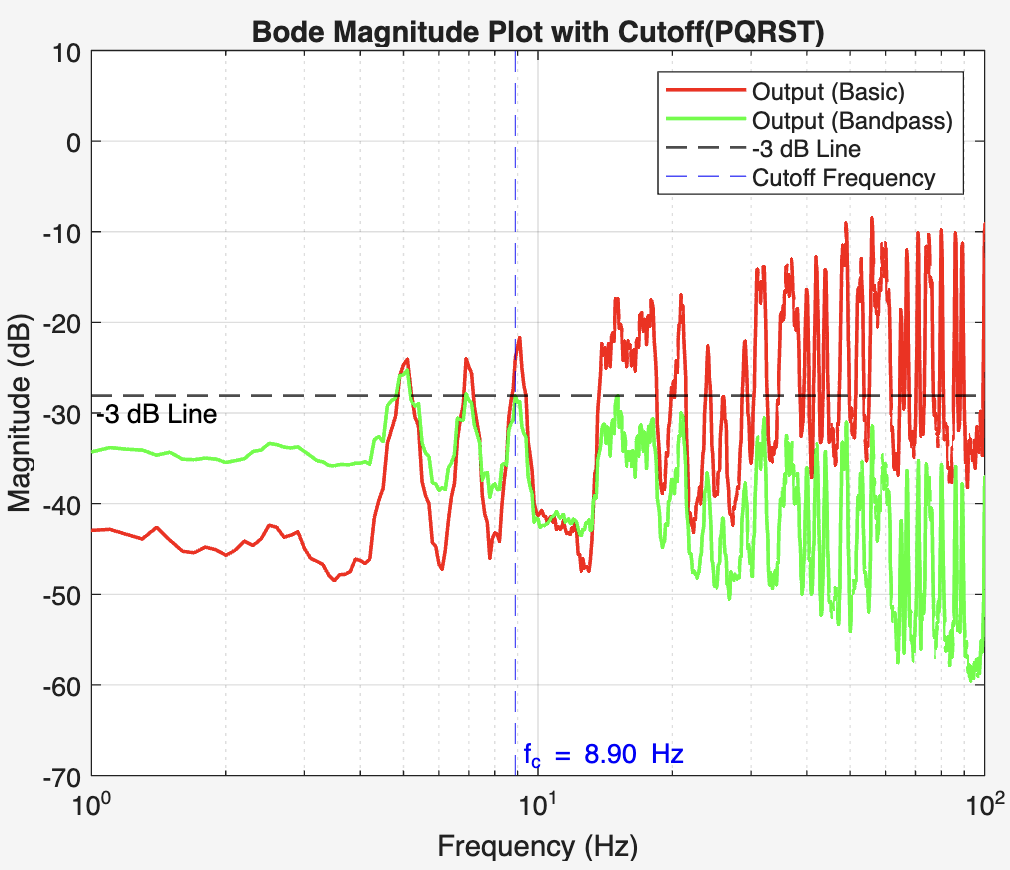 Bode Magnitude Plot with Cutoff(PQRST)
Output (Basic)
Output (Bandpass)
-3 dB Line
Cutoff Frequency
10
0
-10
-20
-30
-40
-50
-60
-70
Magnitude (dB)
-3 dB Line
f_c = 8.90 Hz
10^0
10^1
10^2
Frequency (Hz)